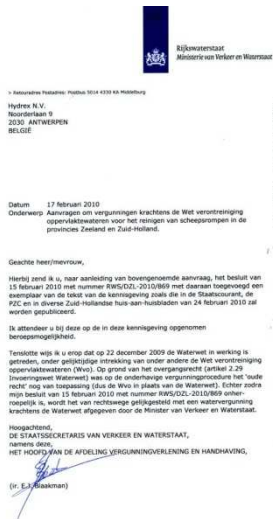 Rijkswaterstaat
Ministerie van Verkeer en Waterstaat
> Retouradres Postadres: Postbus 5014 4330 KA Middelburg
Hydrex N.V.
Noorderlaan 9
2030 ANTWERPEN
BELGIË
Datum 17 februari 2010
Onderwerp Aanvragen om vergunningen krachtens de Wet verontreiniging
oppervlaktewateren voor het reinigen van scheepsrompen in de
provincies Zeeland en Zuid-Holland.
Geachte heer/mevrouw,
Hierbij zend ik u, naar aanleiding van bovengenoemde aanvraag, het besluit van
15 februari 2010 met nummer RWS/DZL-2010/869 met daaraan toegevoegd een
exemplaar van de tekst van de kennisgeving zoals die in de Staatscourant, de
PZC en in diverse Zuid-Hollandse huis-aan-huisbladen van 24 februari 2010 zal
worden gepubliceerd.
Ik attendeer u bij deze op de in deze kennisgeving opgenomen
beroepsmogelijkheid.
Tenslotte wijs ik u erop dat op 22 december 2009 de Waterwet in werking is
getreden, onder gelijktijdige intrekking van onder andere de Wet verontreiniging
oppervlaktewateren (Wvo). Op grond van het overgangsrecht (artikel 2.29
Invoeringswet Waterwet) was op de onderhavige vergunningprocedure het 'oude
recht' nog van toepassing (dus de Wvo in plaats van de Waterwet). Echter zodra
mijn besluit van 15 februari 2010 met nummer RWS/DZL-2010/869 onher-
roepelijk is, wordt het van rechtswege gelijkgesteld met een watervergunning
krachtens de Waterwet afgegeven door de Minister van Verkeer en Waterstaat.
Hoogachtend,
DE STAATSSECRETARIS VAN VERKEER EN WATERSTAAT,
namens deze,
HET HOOFD VAN DE AFDELING VERGUNNINGVERLENING EN HANDHAVING,
(ir. E.J. Blaakman)